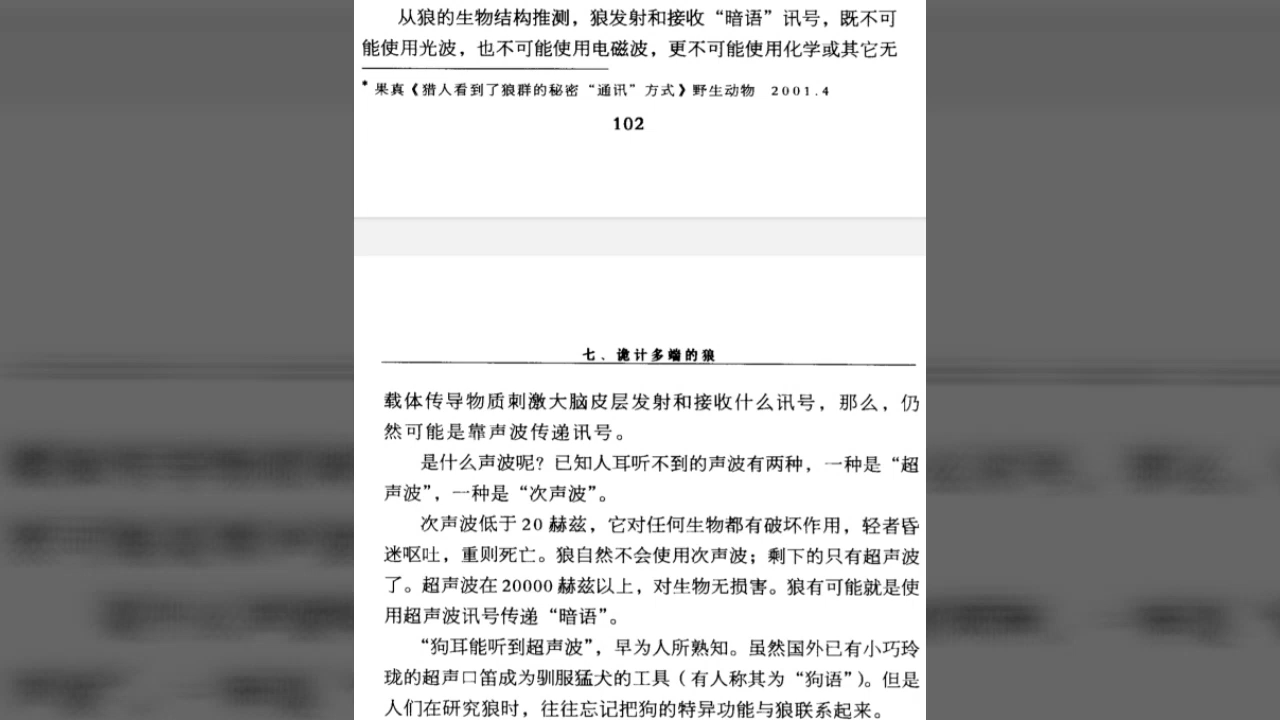 从狼的生物结构推测，狼发射和接收“暗语”讯号，既不可
能使用光波，也不可能使用电磁波，更不可能使用化学或其它无
* 果真《猎人看到了狼群的秘密“通讯”方式》野生动物 2001.4
102
七、诡计多端的狼
载体传导物质刺激大脑皮层发射和接收什么讯号，那么，仍
然可能是靠声波传递讯号。
是什么声波呢？已知人耳听不到的声波有两种，一种是“超
声波”，一种是“次声波”。
次声波低于20赫兹，它对任何生物都有破坏作用，轻者昏
迷呕吐，重则死亡。狼自然不会使用次声波；剩下的只有超声波
了。超声波在20000赫兹以上，对生物无损害。狼有可能就是使
用超声波讯号传递“暗语”。
“狗耳能听到超声波”，早为人所熟知。虽然国外已有小巧玲
珑的超声口笛成为驯服猛犬的工具（有人称其为“狗语”）。但是
人们在研究狼时，往往忘记把狗的特异功能与狼联系起来。